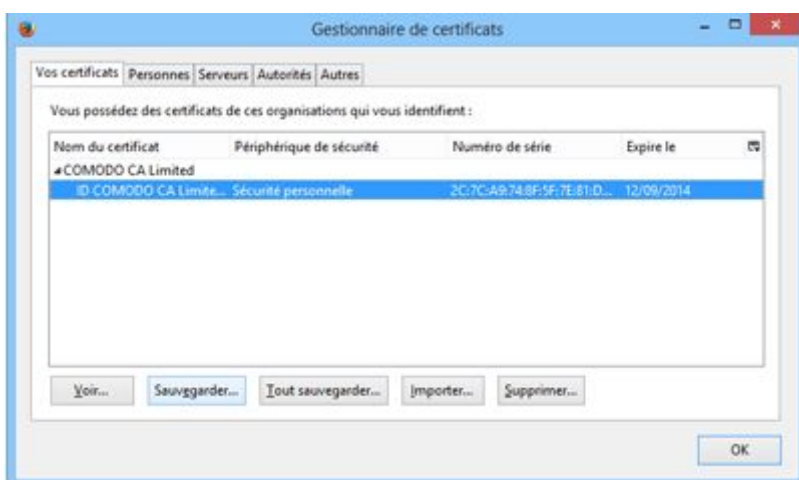 Gestionnaire de certificats
Vos certificats Personnes Serveurs Autorités Autres
Vous possédez des certificats de ces organisations qui vous identifient :
Nom du certificat Périphérique de sécurité Numéro de série Expire le
COMODO CA Limited
ID COMODO CA Limite... Sécurité personnelle 2C:7C:A9:74:8F:5F:7E:81:D... 12/09/2014
Voir... Sauvegarder... Tout sauvegarder... Importer... Supprimer...
OK